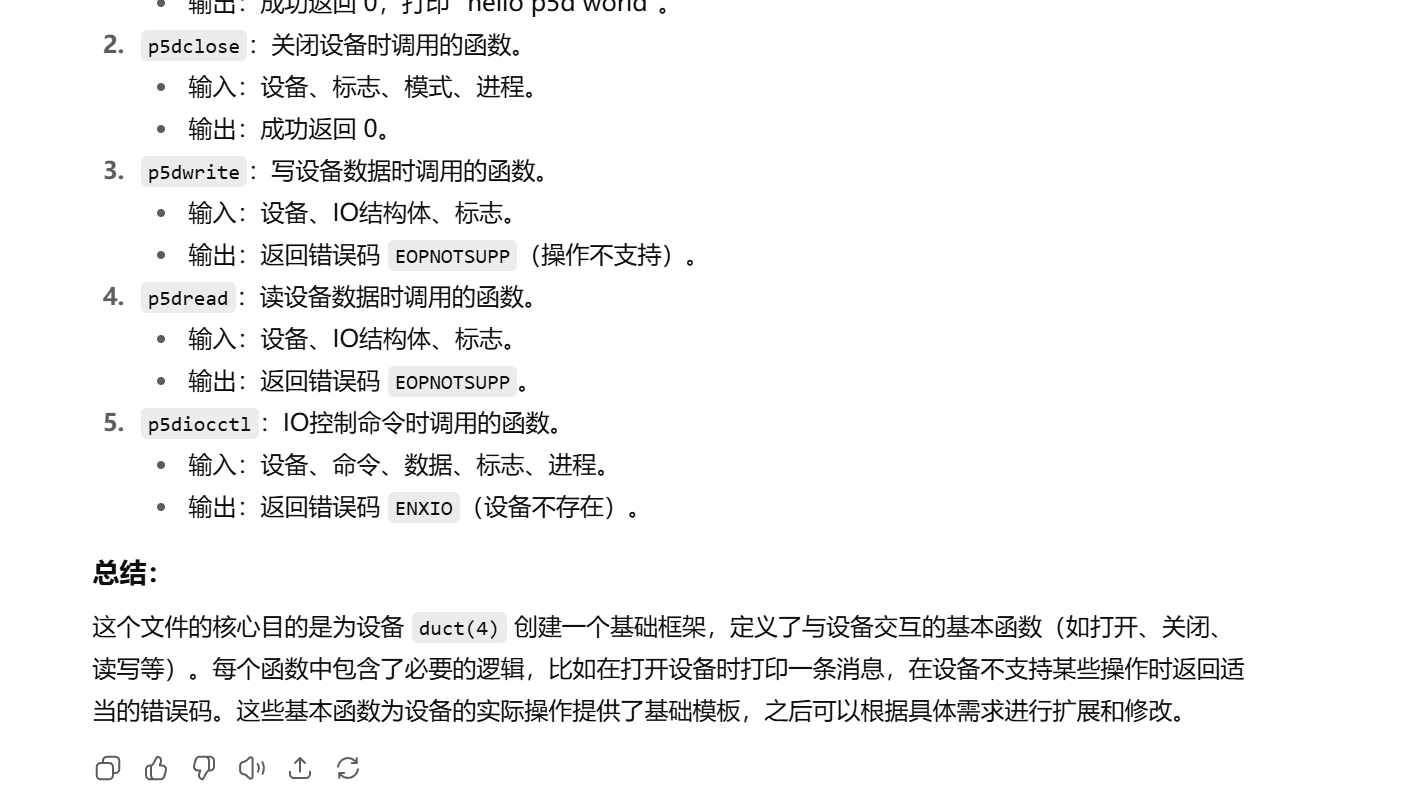 输出：成功返回 0，打印 "hello p5d world"。
2. p5dclose：关闭设备时调用的函数。
输入：设备、标志、模式、进程。
输出：成功返回 0。
3. p5dwrite：写设备数据时调用的函数。
输入：设备、IO结构体、标志。
输出：返回错误码 EOPNOTSUPP（操作不支持）。
4. p5dread：读设备数据时调用的函数。
输入：设备、IO结构体、标志。
输出：返回错误码 EOPNOTSUPP。
5. p5diocctl：IO控制命令时调用的函数。
输入：设备、命令、数据、标志、进程。
输出：返回错误码 ENXIO（设备不存在）。
总结：
这个文件的核心目的是为设备 duct(4) 创建一个基础框架，定义了与设备交互的基本函数（如打开、关闭、
读写等）。每个函数中包含了必要的逻辑，比如在打开设备时打印一条消息，在设备不支持某些操作时返回适
当的错误码。这些基本函数为设备的实际操作提供了基础模板，之后可以根据具体需求进行扩展和修改。